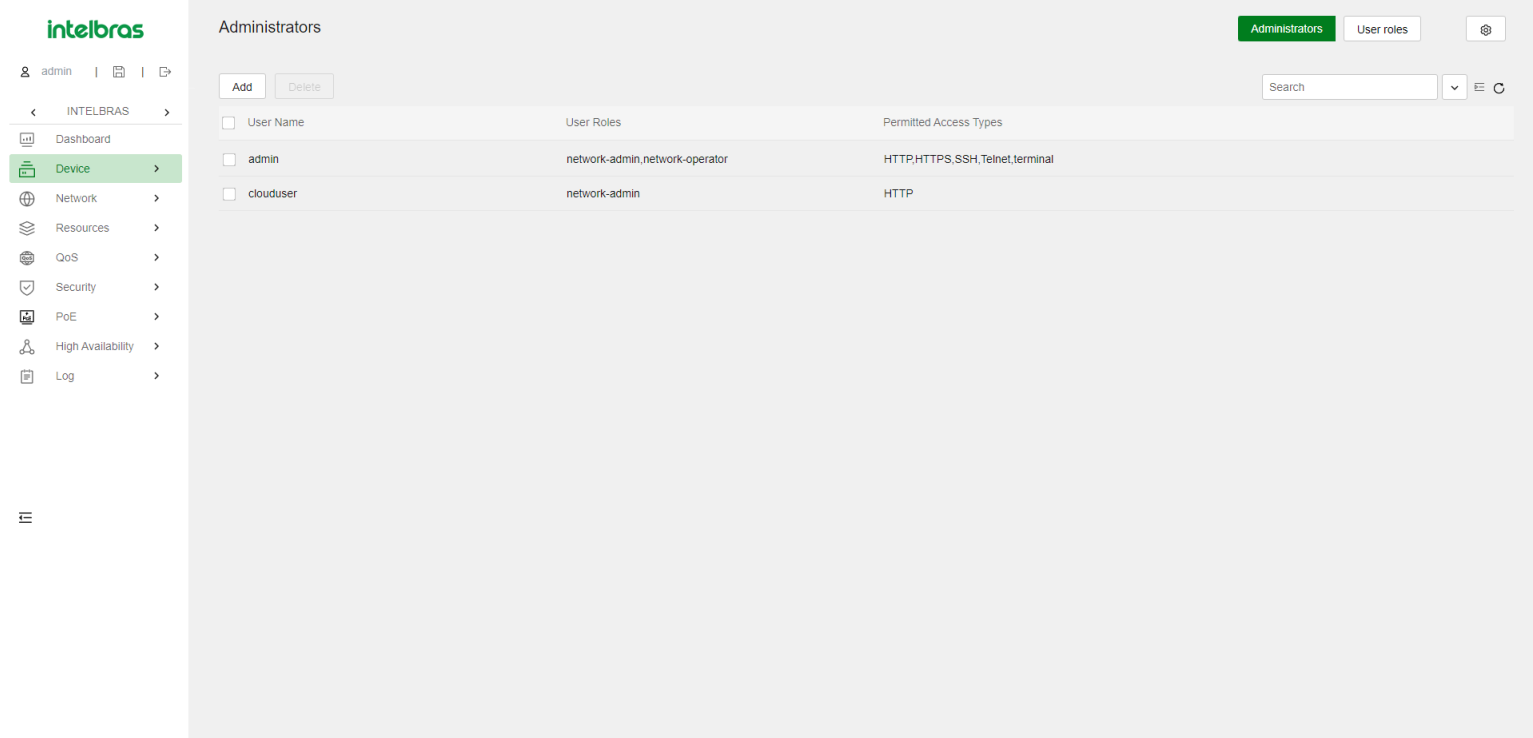 intelbras
admin | |
INTELBRAS
Dashboard
Device
Network
Resources
QoS
Security
PoE
High Availability
Log
Administrators
Administrators User roles
Add Delete
Search
User Name User Roles Permitted Access Types
admin network-admin,network-operator HTTP,HTTPS,SSH,Telnet,terminal
clouduser network-admin HTTP